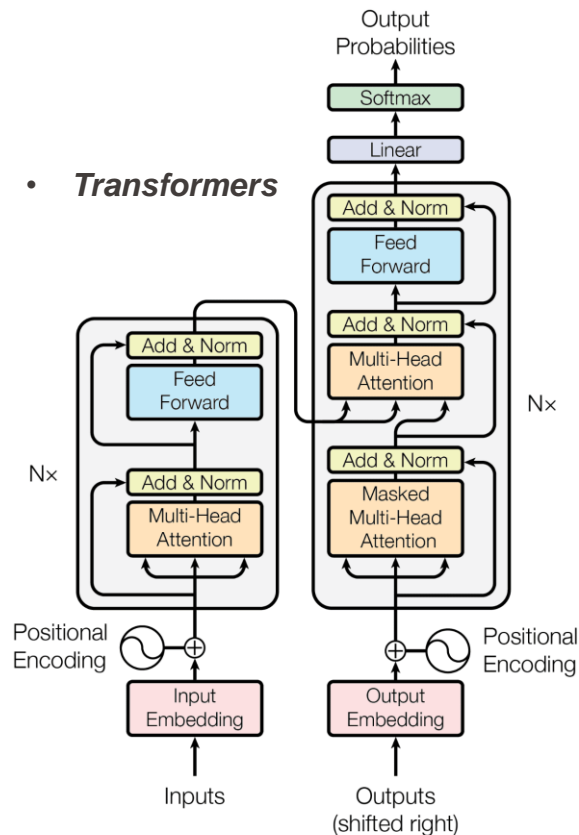 Output
Probabilities
Softmax
Linear
• Transformers
Add & Norm
Feed
Forward
Add & Norm
Multi-Head
Attention
Add & Norm
Feed
Forward
N×
N×
Add & Norm
Masked
Multi-Head
Attention
Add & Norm
Multi-Head
Attention
Positional
Encoding
Positional
Encoding
Input
Embedding
Output
Embedding
Inputs
Outputs
(shifted right)